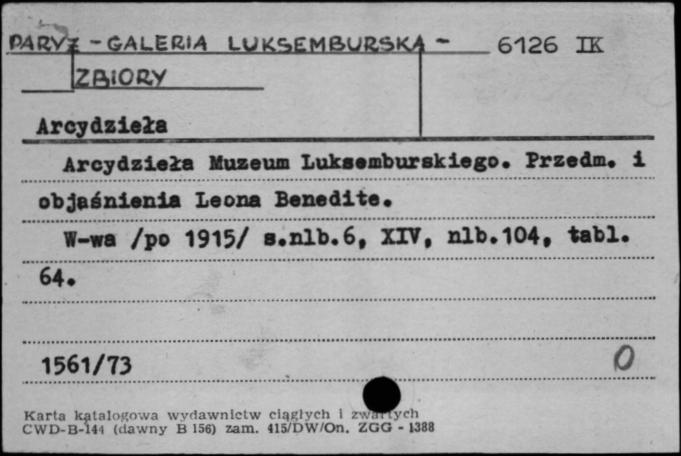 PARYŻ - GALERIA LUKSEMBURSKA - 6126 IK
ZBIORY
Arcydzieła
Arcydzieła Muzeum Luksemburskiego. Przedm. i
objaśnienia Leona Benedite.
W-wa /po 1915/ s.nlb.6, XIV, nlb.104, tabl.
64.
1561/73 0
Karta katalogowa wydawnictw ciągłych i zwartych
CWD-B-144 (dawny B 156) zam. 415/DW/On. ZGG - 1388